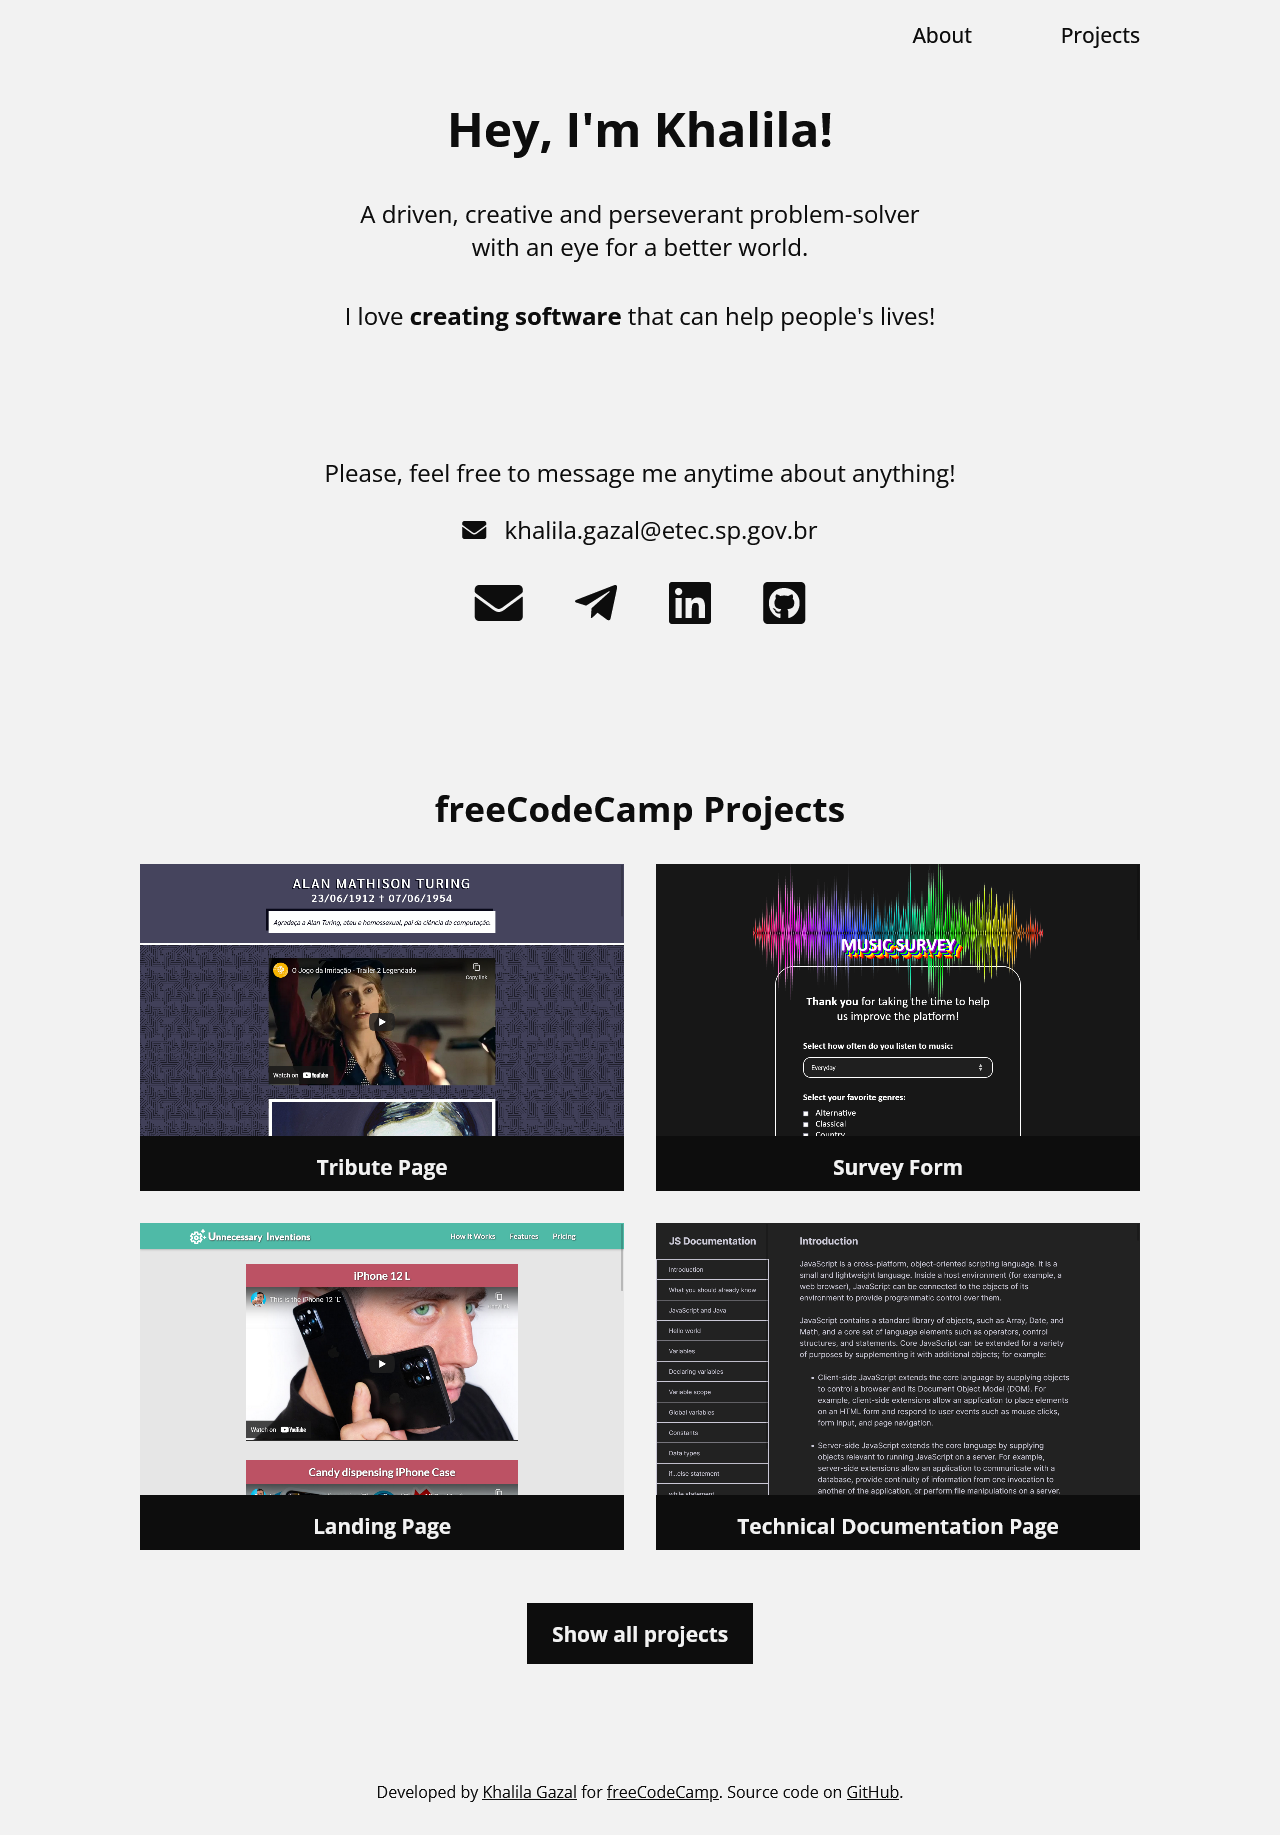 About Projects
Hey, I'm Khalila!
A driven, creative and perseverant problem-solver
with an eye for a better world.
I love creating software that can help people's lives!
Please, feel free to message me anytime about anything!
khalila.gazal@etec.sp.gov.br
in
freeCodeCamp Projects
ALAN MATHISON TURING
23/06/1912 † 07/06/1954
Agradeça a Alan Turing, ateu e homossexual, pai da ciência da computação.
O Jogo da Imitação - Trailer 2 Legendado
Copy link
Watch on YouTube
Tribute Page
MUSIC SURVEY
Thank you for taking the time to help
us improve the platform!
Select how often do you listen to music:
Everyday
Select your favorite genres:
Alternative
Classical
Country
Survey Form
Unnecessary Inventions
How It Works Features Pricing
iPhone 12 L
This is the iPhone 12 "L"
Watch on YouTube
Candy dispensing iPhone Case
Landing Page
JS Documentation
Introduction
What you should already know
JavaScript and Java
Hello world
Variables
Declaring variables
Variable scope
Global variables
Constants
Data types
if...else statement
while statement
Introduction
JavaScript is a cross-platform, object-oriented scripting language. It is a
small and lightweight language. Inside a host environment (for example, a
web browser), JavaScript can be connected to the objects of its
environment to provide programmatic control over them.
JavaScript contains a standard library of objects, such as Array, Date, and
Math, and a core set of language elements such as operators, control
structures, and statements. Core JavaScript can be extended for a variety
of purposes by supplementing it with additional objects; for example:
Client-side JavaScript extends the core language by supplying objects
to control a browser and its Document Object Model (DOM). For
example, client-side extensions allow an application to place elements
on an HTML form and respond to user events such as mouse clicks,
form input, and page navigation.
Server-side JavaScript extends the core language by supplying
objects relevant to running JavaScript on a server. For example,
server-side extensions allow an application to communicate with a
database, provide continuity of information from one invocation to
another of the application, or perform file manipulations on a server.
Technical Documentation Page
Show all projects
Developed by Khalila Gazal for freeCodeCamp. Source code on GitHub.